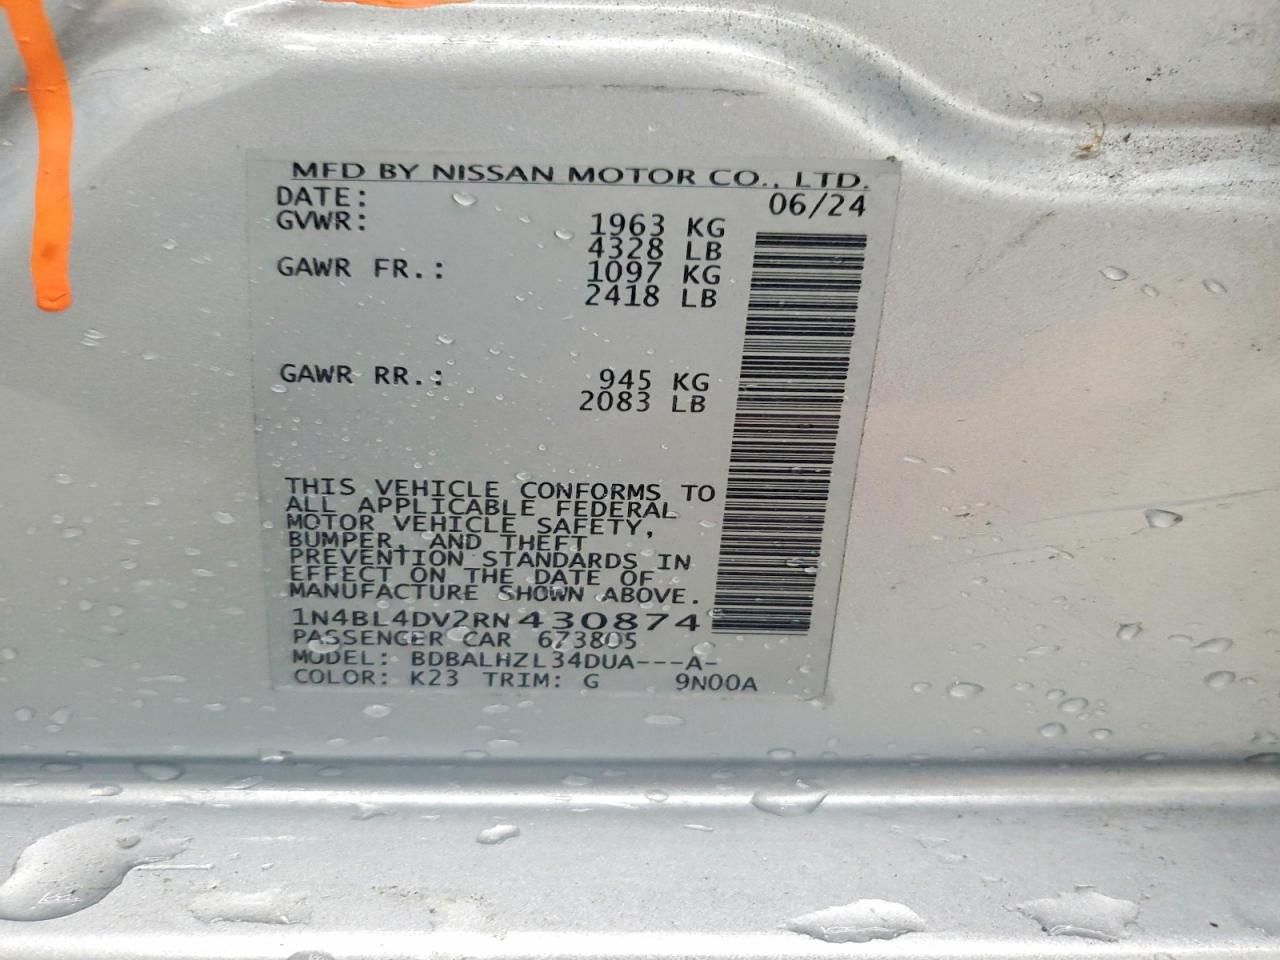 MFD BY NISSAN MOTOR CO., LTD.
DATE: 06/24
GVWR: 1963 KG
4328 LB
GAWR FR.: 1097 KG
2418 LB
GAWR RR.: 945 KG
2083 LB
THIS VEHICLE CONFORMS TO
ALL APPLICABLE FEDERAL
MOTOR VEHICLE SAFETY,
BUMPER, AND THEFT
PREVENTION STANDARDS IN
EFFECT ON THE DATE OF
MANUFACTURE SHOWN ABOVE.
1N4BL4DV2RN430874
PASSENGER CAR 673805
MODEL: BDBALHZL34DUA---A-
COLOR: K23 TRIM: G 9N00A